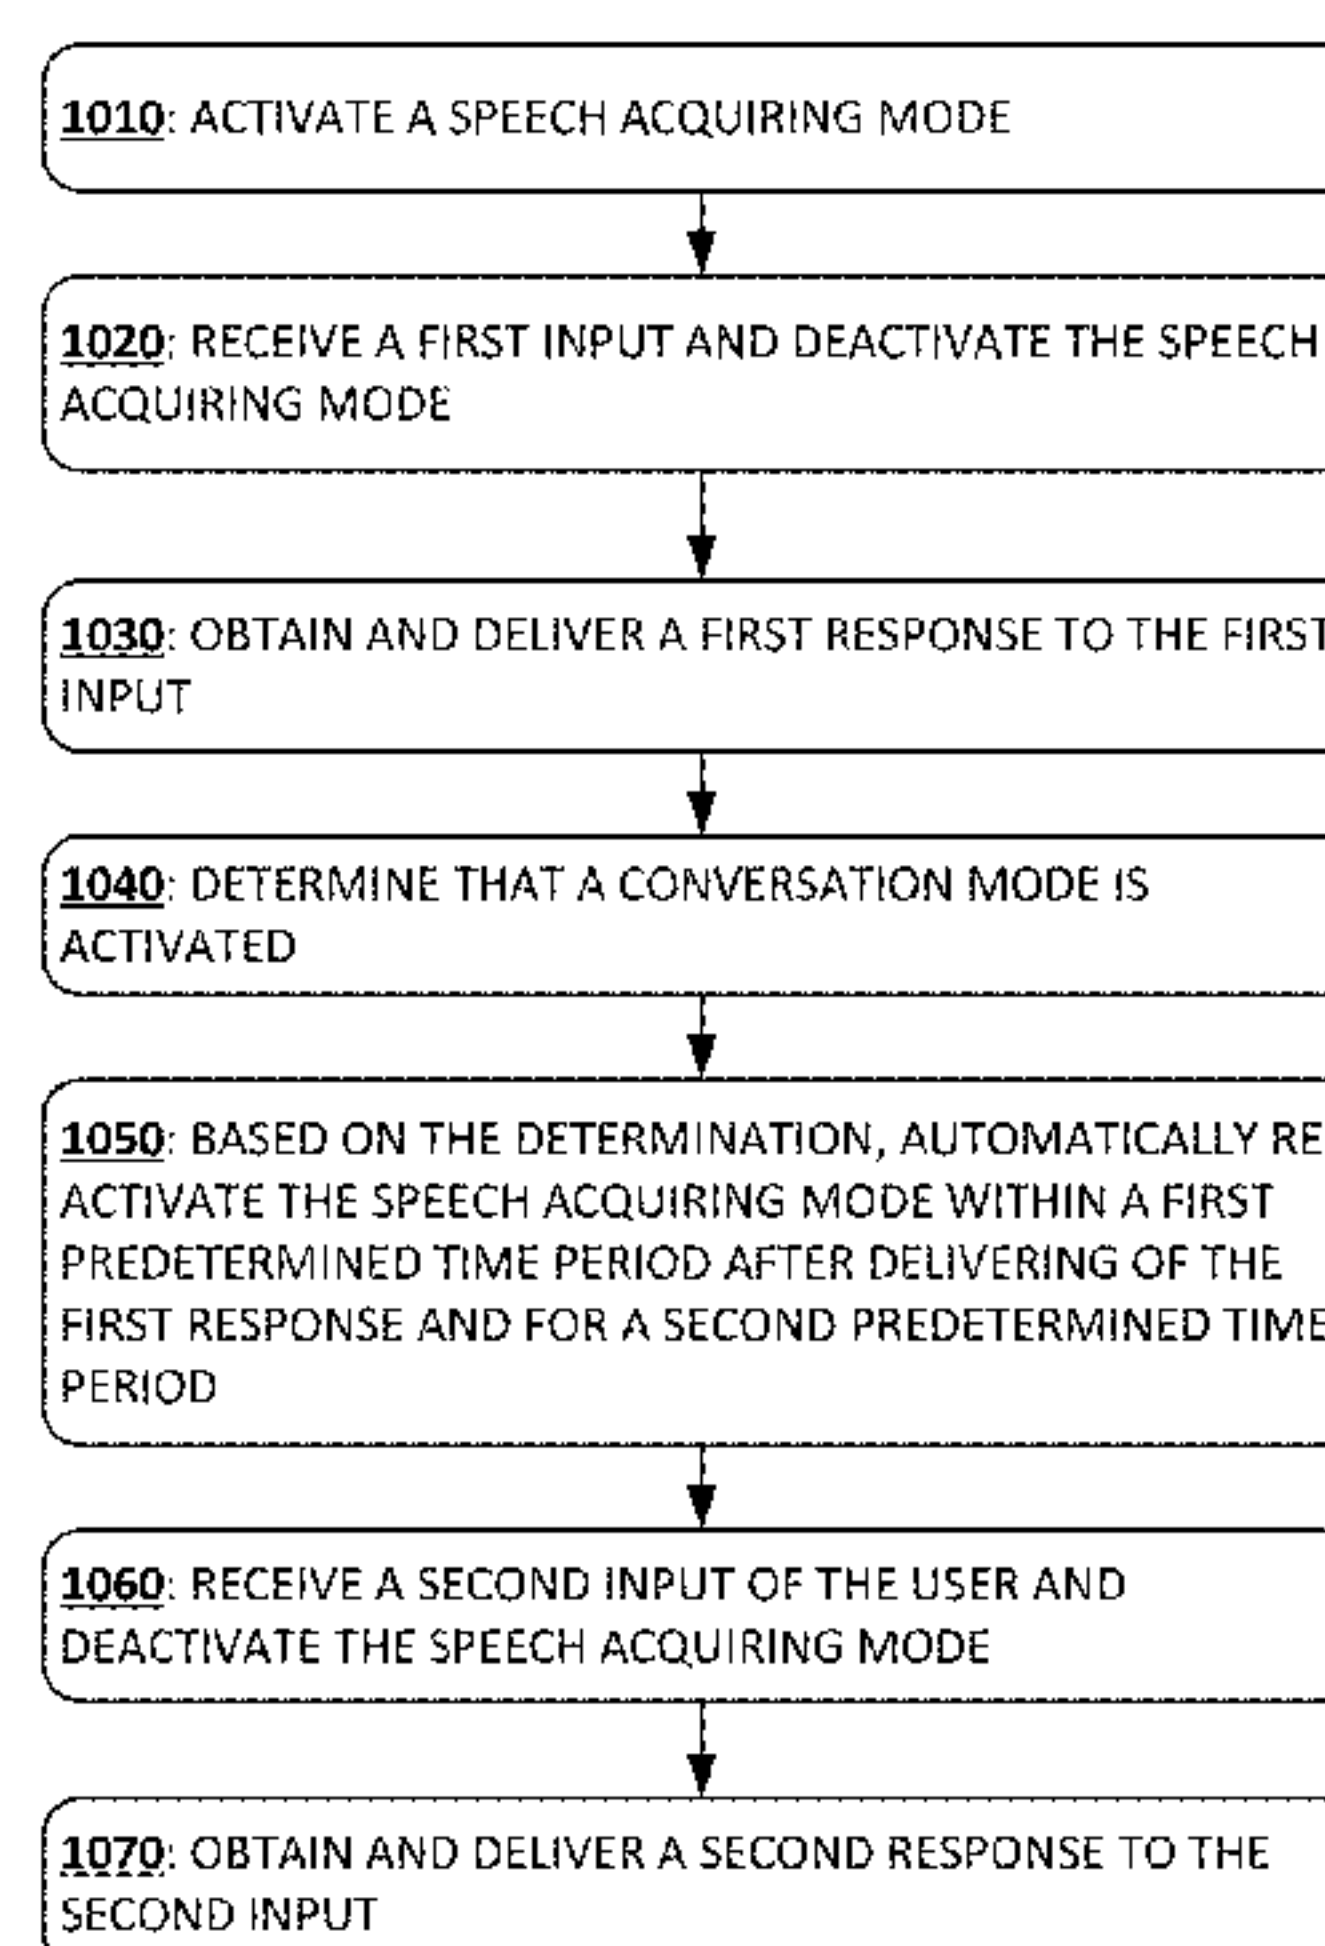 1010: ACTIVATE A SPEECH ACQUIRING MODE
1020: RECEIVE A FIRST INPUT AND DEACTIVATE THE SPEECH
ACQUIRING MODE
1030: OBTAIN AND DELIVER A FIRST RESPONSE TO THE FIRST
INPUT
1040: DETERMINE THAT A CONVERSATION MODE IS
ACTIVATED
1050: BASED ON THE DETERMINATION, AUTOMATICALLY RE
ACTIVATE THE SPEECH ACQUIRING MODE WITHIN A FIRST
PREDETERMINED TIME PERIOD AFTER DELIVERING OF THE
FIRST RESPONSE AND FOR A SECOND PREDETERMINED TIME
PERIOD
1060: RECEIVE A SECOND INPUT OF THE USER AND
DEACTIVATE THE SPEECH ACQUIRING MODE
1070: OBTAIN AND DELIVER A SECOND RESPONSE TO THE
SECOND INPUT